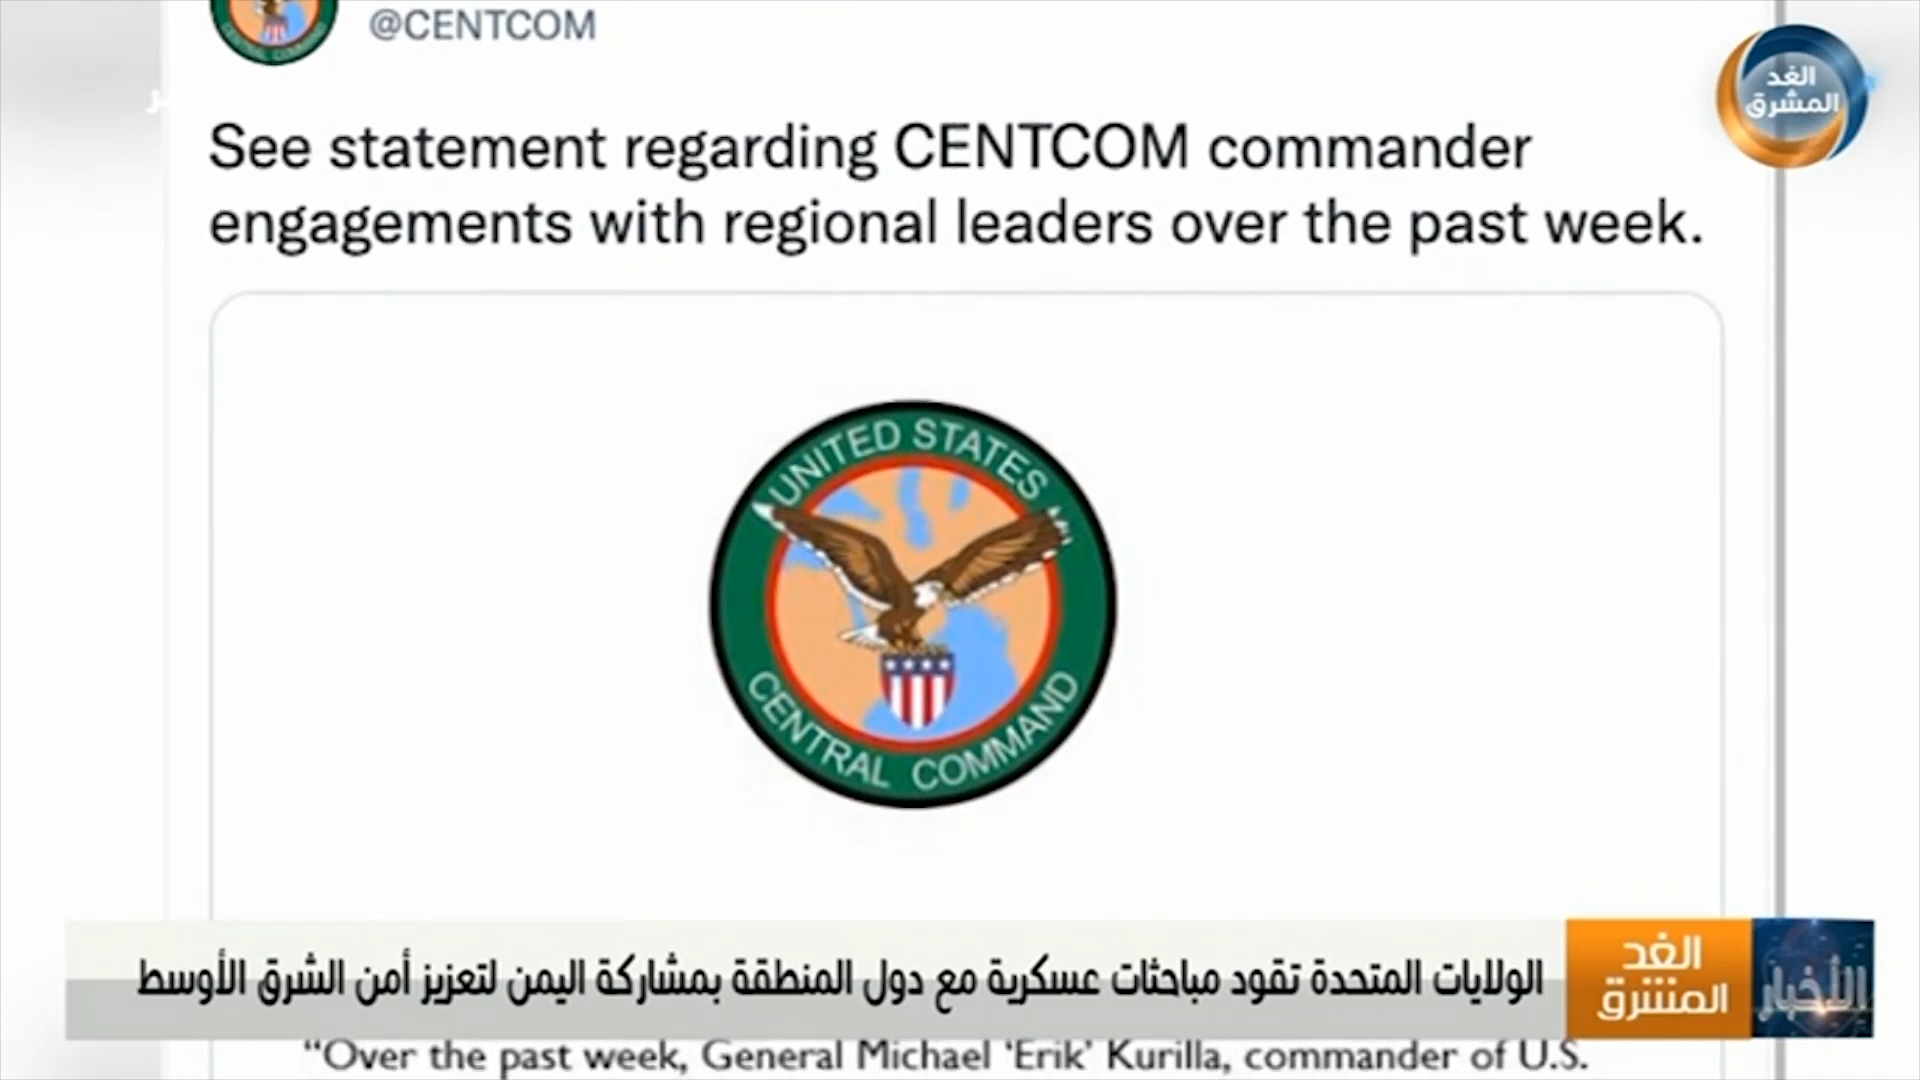 @CENTCOM
الغد
المشرق
See statement regarding CENTCOM commander
engagements with regional leaders over the past week.
UNITED STATES
CENTRAL COMMAND
الولايات المتحدة تقود مباحثات عسكرية مع دول المنطقة بمشاركة اليمن لتعزيز أمن الشرق الأوسط
الغد
المشرق
الأخبار
“Over the past week, General Michael ‘Erik’ Kurilla, commander of U.S.